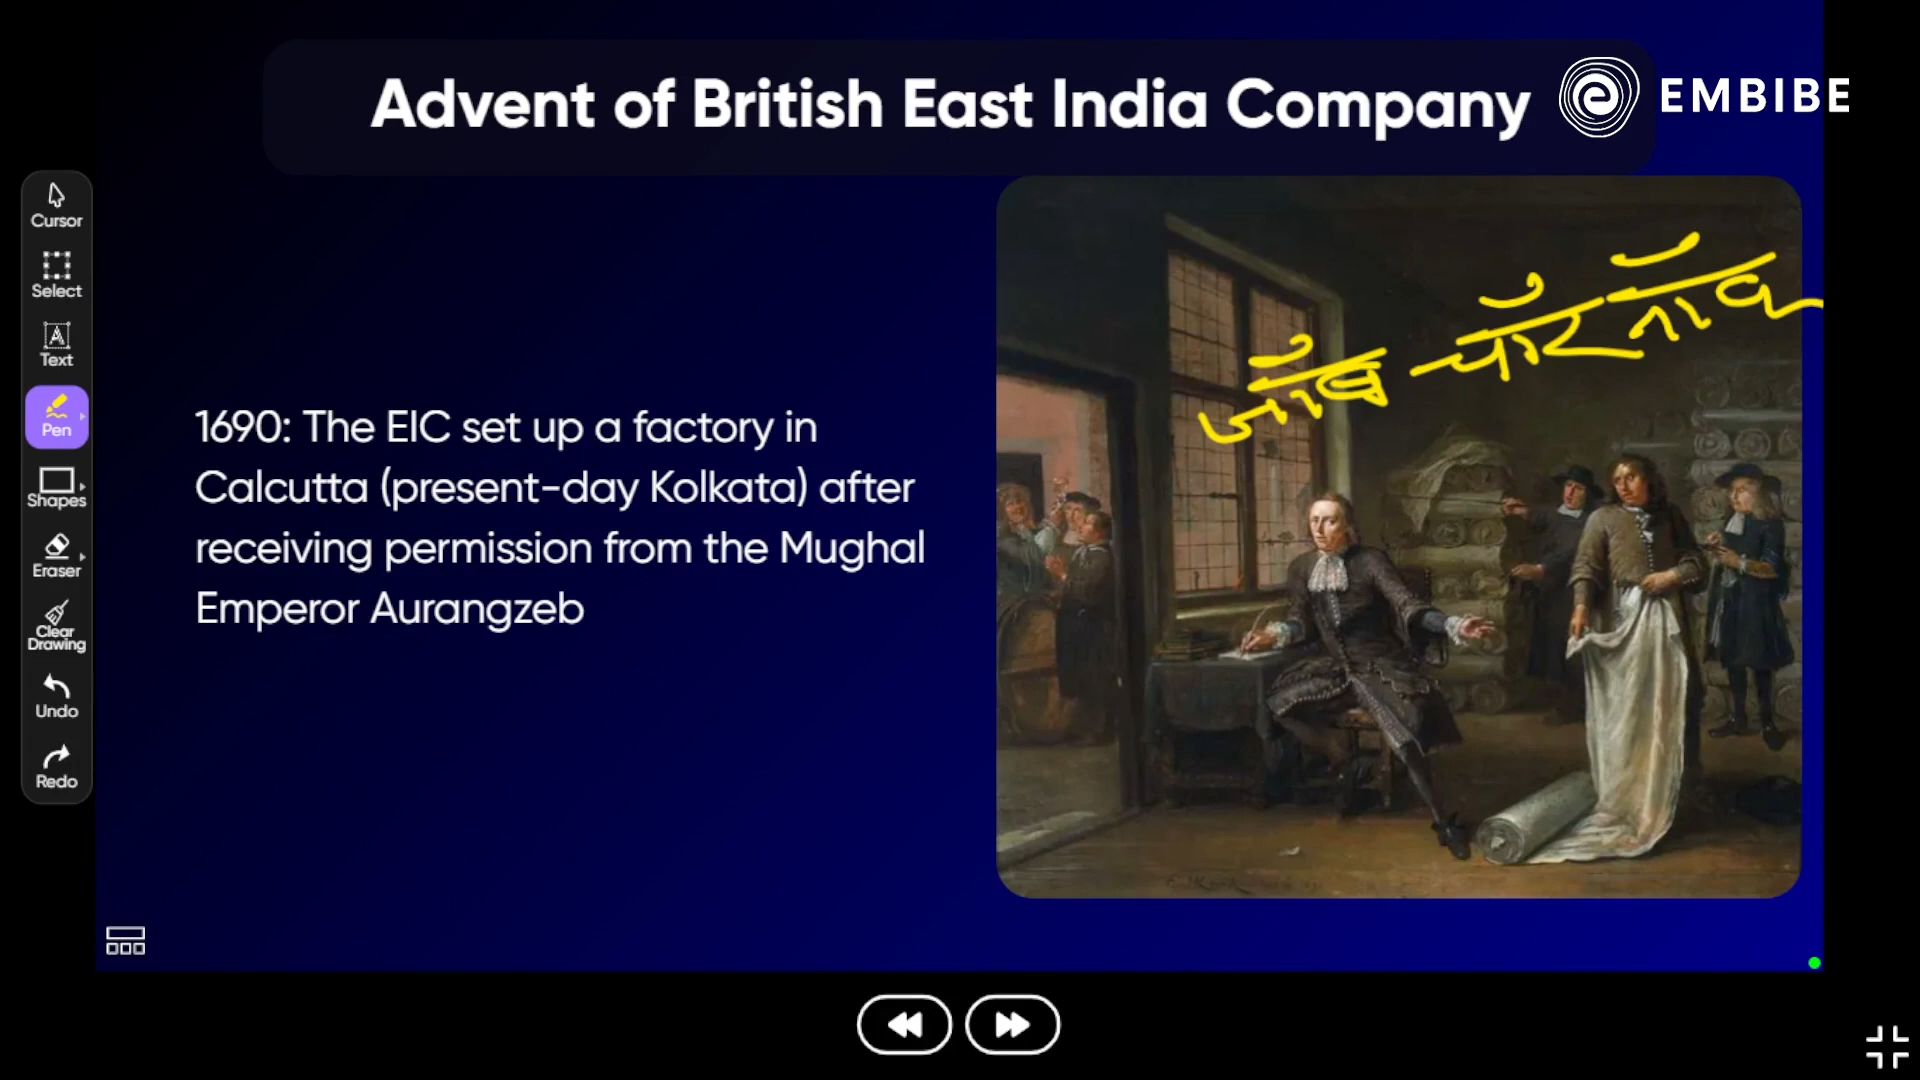 Advent of British East India Company
EMBIBE
Cursor
Select
Text
Pen
Shapes
Eraser
Clear
Drawing
Undo
Redo
जॉब चॉरनॉक
1690: The EIC set up a factory in
Calcutta (present-day Kolkata) after
receiving permission from the Mughal
Emperor Aurangzeb